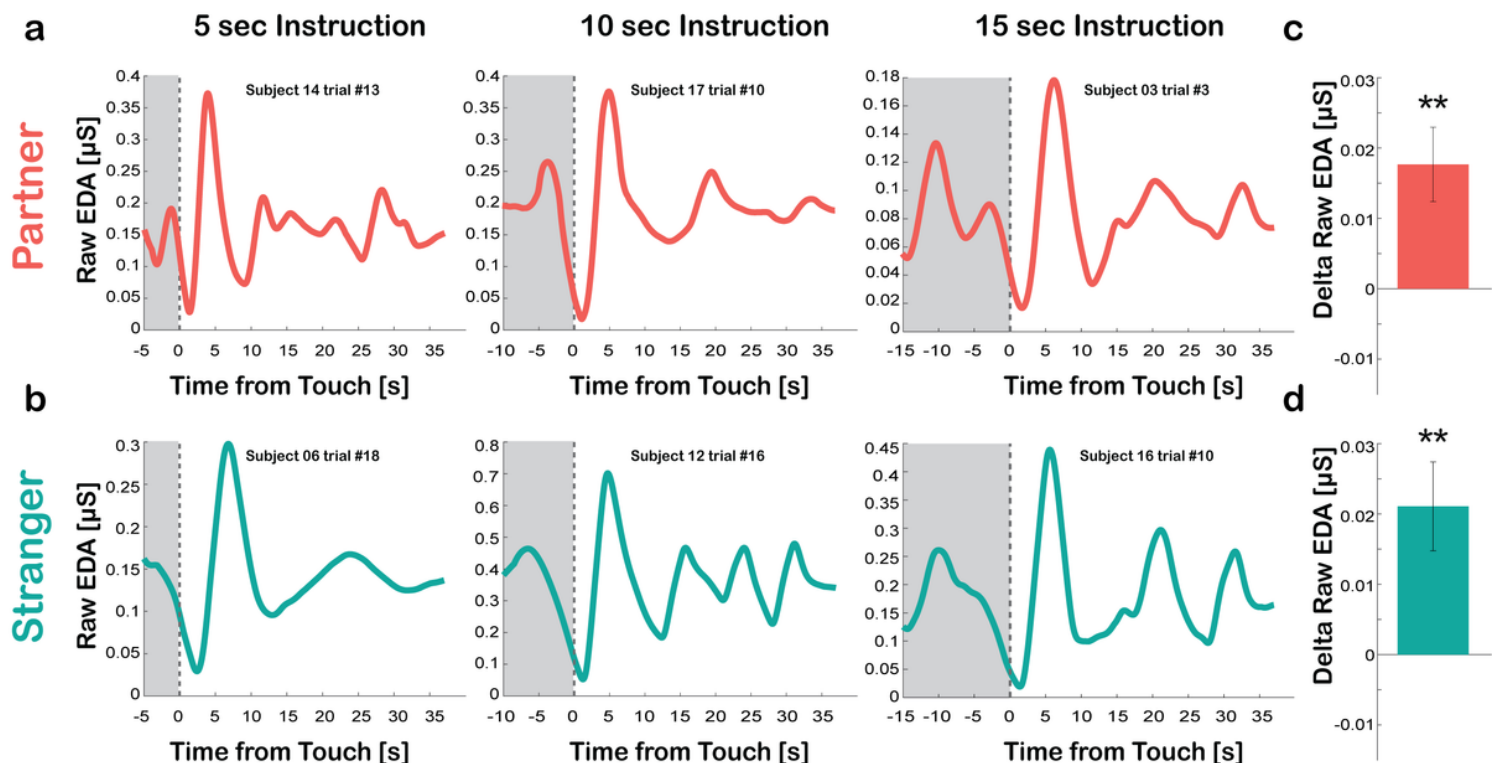 a
5 sec Instruction
10 sec Instruction
15 sec Instruction
c
Partner
Raw EDA [µS]
0.4
0.35
0.3
0.25
0.2
0.15
0.1
0.05
0
Subject 14 trial #13
-5 0 5 10 15 20 25 30 35
Time from Touch [s]
0.4
0.35
0.3
0.25
0.2
0.15
0.1
0.05
0
Subject 17 trial #10
-10 -5 0 5 10 15 20 25 30 35
Time from Touch [s]
0.18
0.16
0.14
0.12
0.1
0.08
0.06
0.04
0.02
0
Subject 03 trial #3
-15 -10 -5 0 5 10 15 20 25 30 35
Time from Touch [s]
Delta Raw EDA [µS]
0.03
0.02
0.01
0
-0.01
**
b
d
Stranger
Raw EDA [µS]
0.3
0.25
0.2
0.15
0.1
0.05
0
Subject 06 trial #18
-5 0 5 10 15 20 25 30 35
Time from Touch [s]
0.8
0.7
0.6
0.5
0.4
0.3
0.2
0.1
0
Subject 12 trial #16
-10 -5 0 5 10 15 20 25 30 35
Time from Touch [s]
0.45
0.4
0.35
0.3
0.25
0.2
0.15
0.1
0.05
0
Subject 16 trial #10
-15 -10 -5 0 5 10 15 20 25 30 35
Time from Touch [s]
Delta Raw EDA [µS]
0.03
0.02
0.01
0
-0.01
**